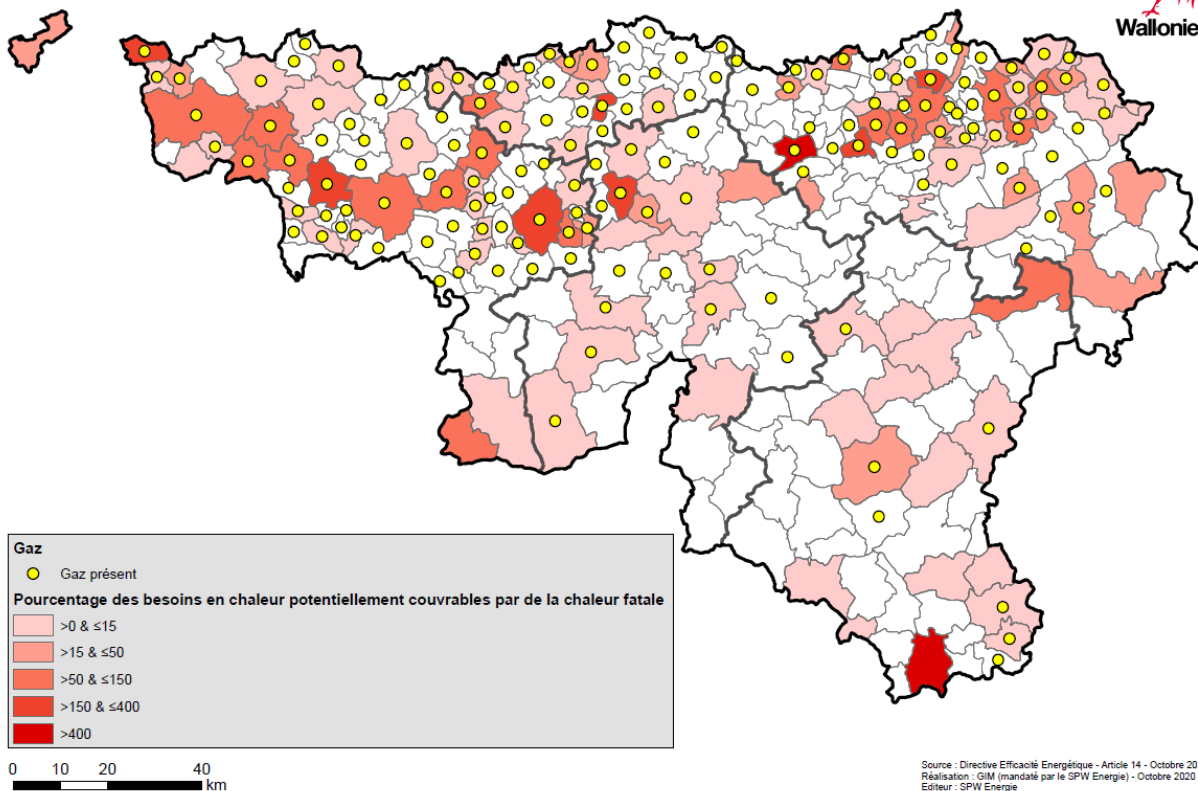 Wallonie
Gaz
Gaz présent
Pourcentage des besoins en chaleur potentiellement couvrables par de la chaleur fatale
>0 & ≤15
>15 & ≤50
>50 & ≤150
>150 & ≤400
>400
0 10 20 40
km
Source : Directive Efficacité Energétique - Article 14 - Octobre 20
Réalisation : GIM (mandaté par le SPW Energie) - Octobre 2020
Editeur : SPW Energie